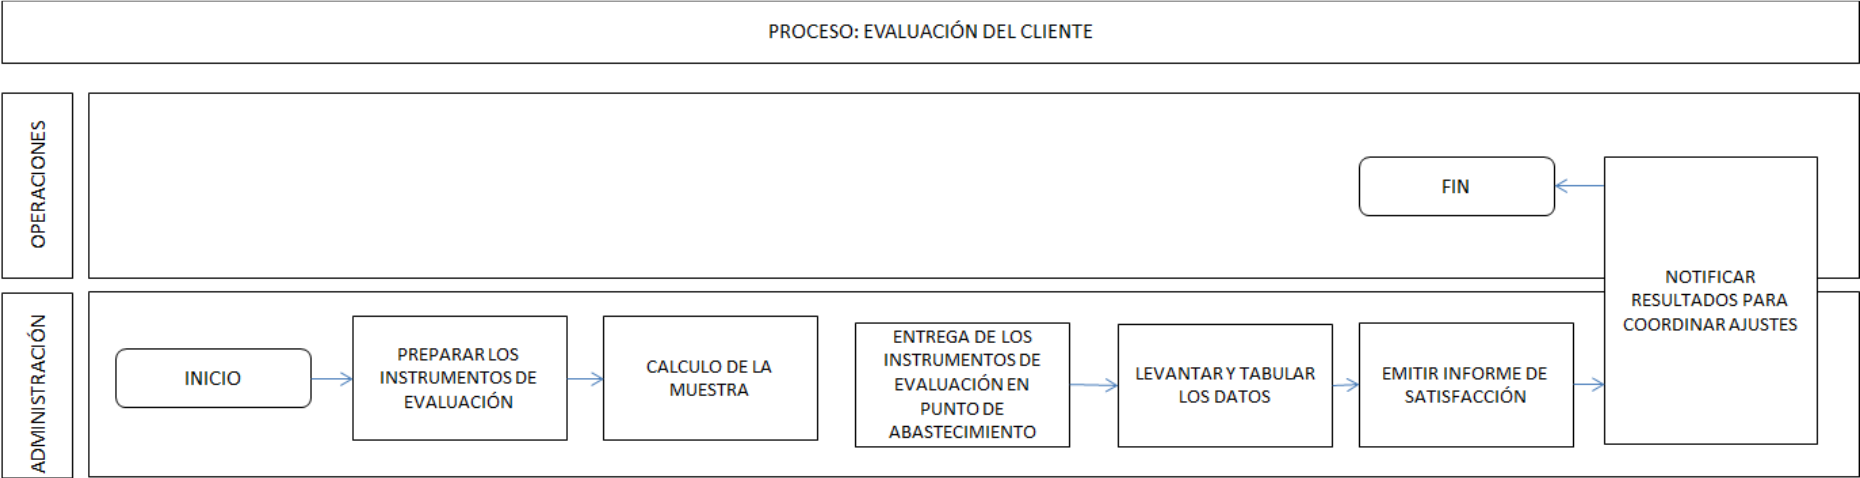 PROCESO: EVALUACIÓN DEL CLIENTE
OPERACIONES
FIN
NOTIFICAR
RESULTADOS PARA
COORDINAR AJUSTES
ADMINISTRACIÓN
INICIO
PREPARAR LOS
INSTRUMENTOS DE
EVALUACIÓN
CALCULO DE LA
MUESTRA
ENTREGA DE LOS
INSTRUMENTOS DE
EVALUACIÓN EN
PUNTO DE
ABASTECIMIENTO
LEVANTAR Y TABULAR
LOS DATOS
EMITIR INFORME DE
SATISFACCIÓN